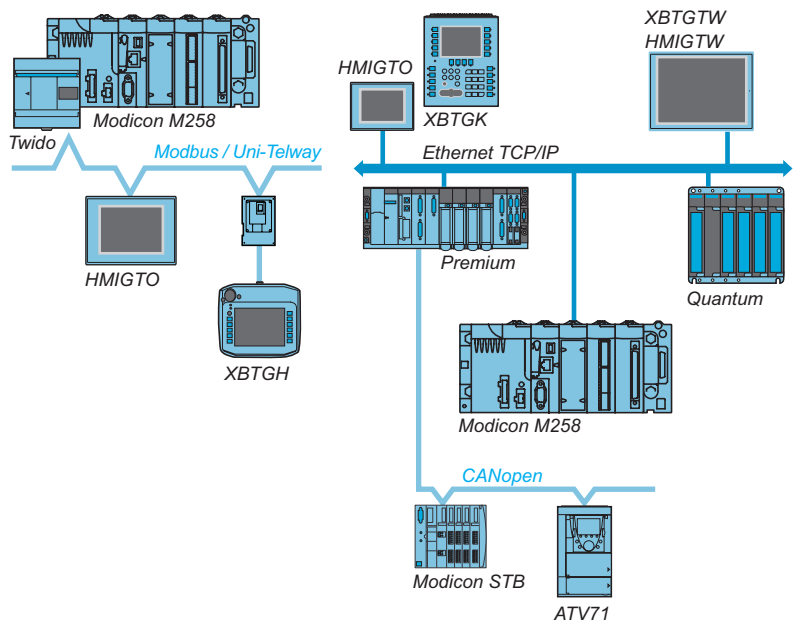 XBTGTW
HMIGTW
HMIGTO
XBTGK
Modicon M258
Twido
Modbus / Uni-Telway
Ethernet TCP/IP
HMIGTO
Premium
Quantum
XBTGH
Modicon M258
CANopen
Modicon STB
ATV71